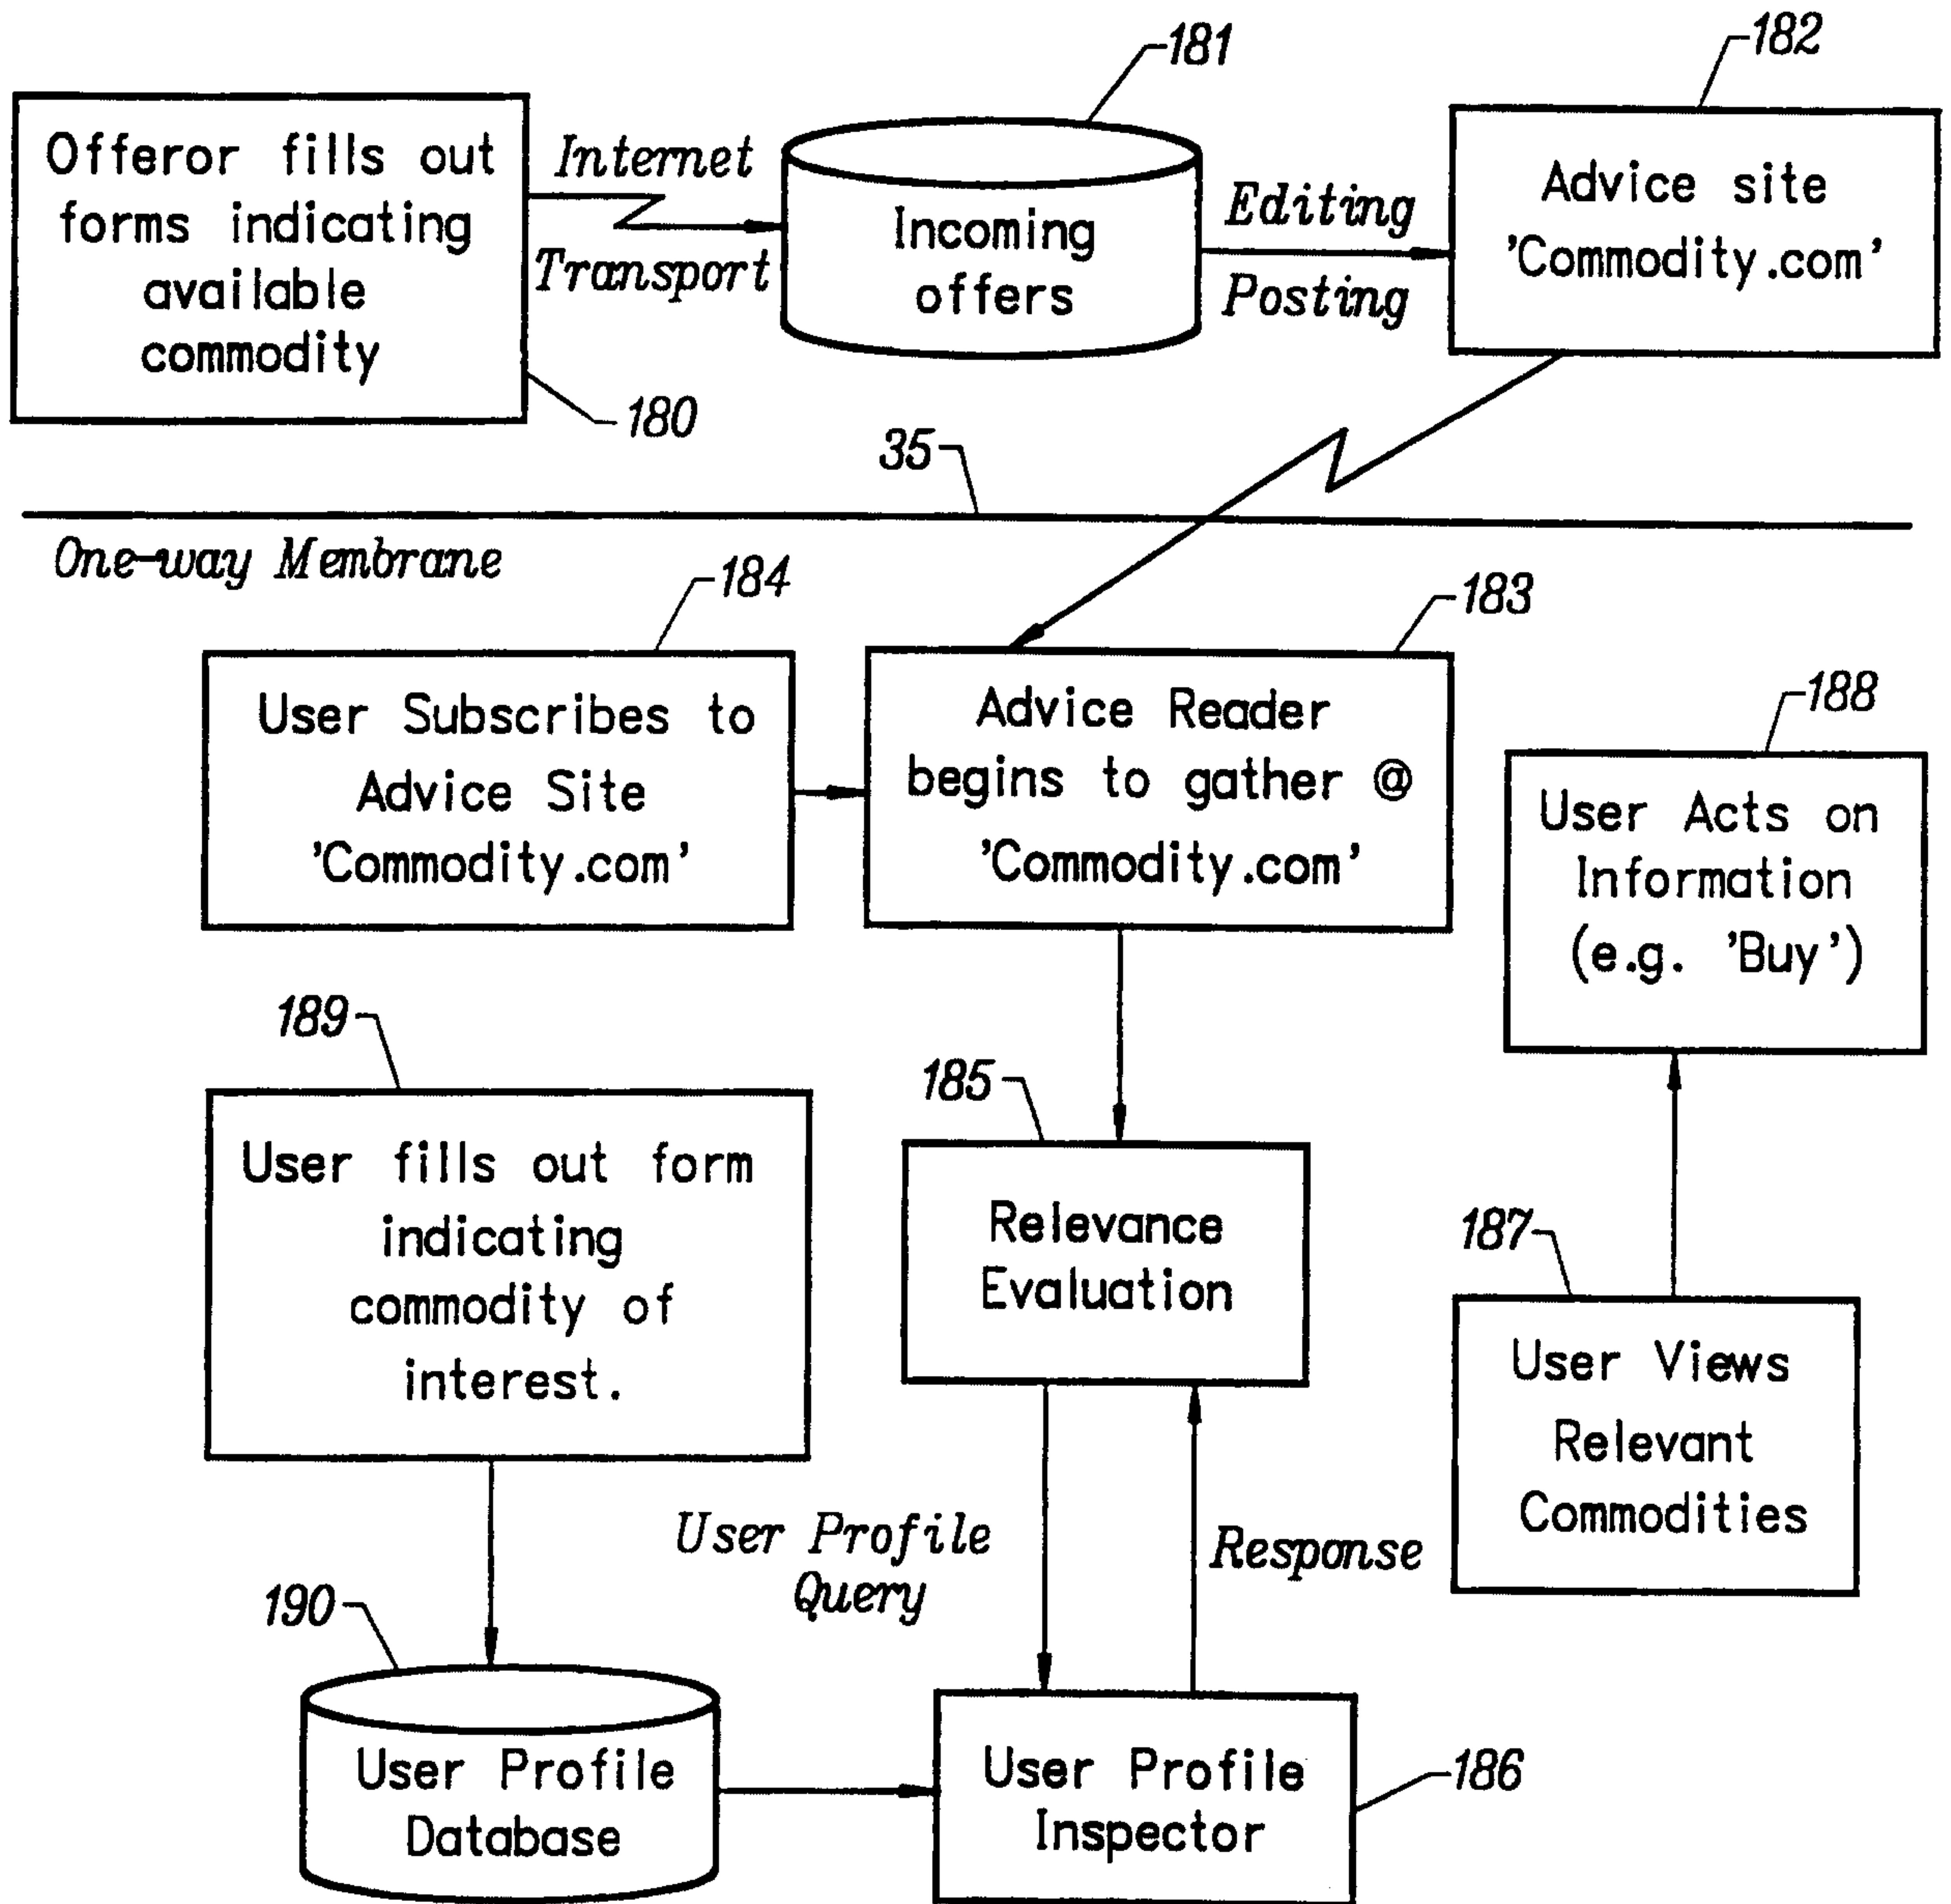 181
182
Offeror fills out
forms indicating
available
commodity
Internet
Transport
Incoming
offers
Editing
Posting
Advice site
'Commodity.com'
180
35
One-way Membrane
184
183
User Subscribes to
Advice Site
'Commodity.com'
Advice Reader
begins to gather @
'Commodity.com'
188
User Acts on
Information
(e.g. 'Buy')
189
185
User fills out form
indicating
commodity of
interest.
Relevance
Evaluation
187
User Views
Relevant
Commodities
User Profile
Query
Response
190
User Profile
Database
User Profile
Inspector
186